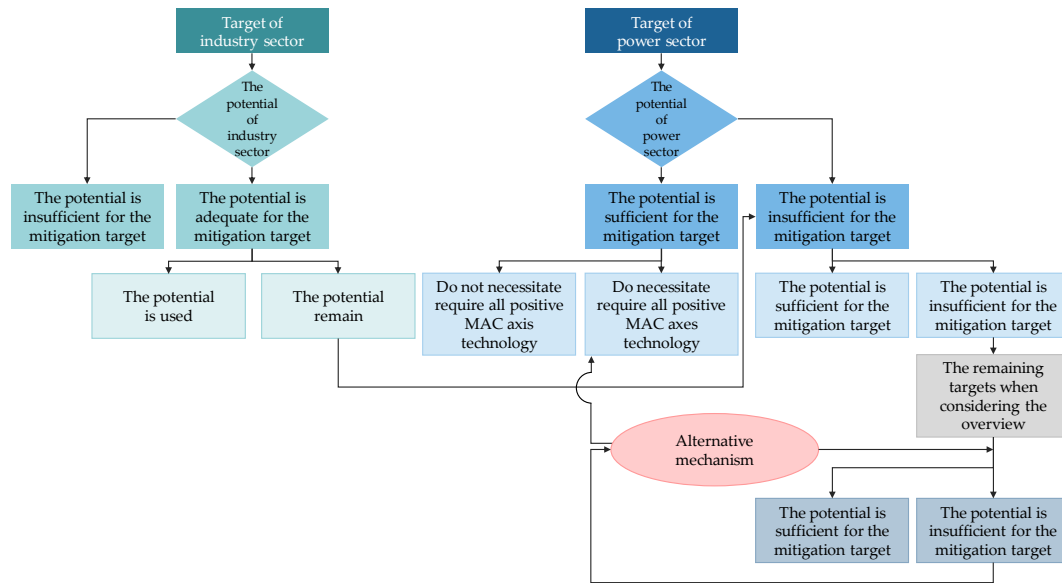 Target of
industry sector
Target of
power sector
The
potential
of
industry
sector
The
potential
of
power
sector
The potential is
insufficient for the
mitigation target
The potential is
adequate for the
mitigation target
The potential is
sufficient for the
mitigation target
The potential is
insufficient for the
mitigation target
The potential
is used
The potential
remain
Do not necessitate
require all positive
MAC axis
technology
Do necessitate
require all positive
MAC axes
technology
The potential is
sufficient for the
mitigation target
The potential is
insufficient for the
mitigation target
The remaining
targets when
considering the
overview
Alternative
mechanism
The potential is
sufficient for the
mitigation target
The potential is
insufficient for the
mitigation target